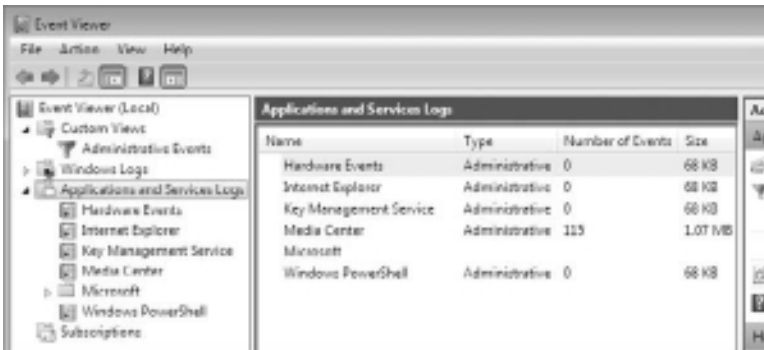 Event Viewer
File Action View Help
Event Viewer (Local)
Custom Views
Administrative Events
Windows Logs
Applications and Services Logs
Hardware Events
Internet Explorer
Key Management Service
Media Center
Microsoft
Windows PowerShell
Subscriptions
Applications and Services Logs
Name Type Number of Events Size
Hardware Events Administrative 0 68 KB
Internet Explorer Administrative 0 68 KB
Key Management Service Administrative 0 68 KB
Media Center Administrative 115 1.07 MB
Microsoft
Windows PowerShell Administrative 0 68 KB